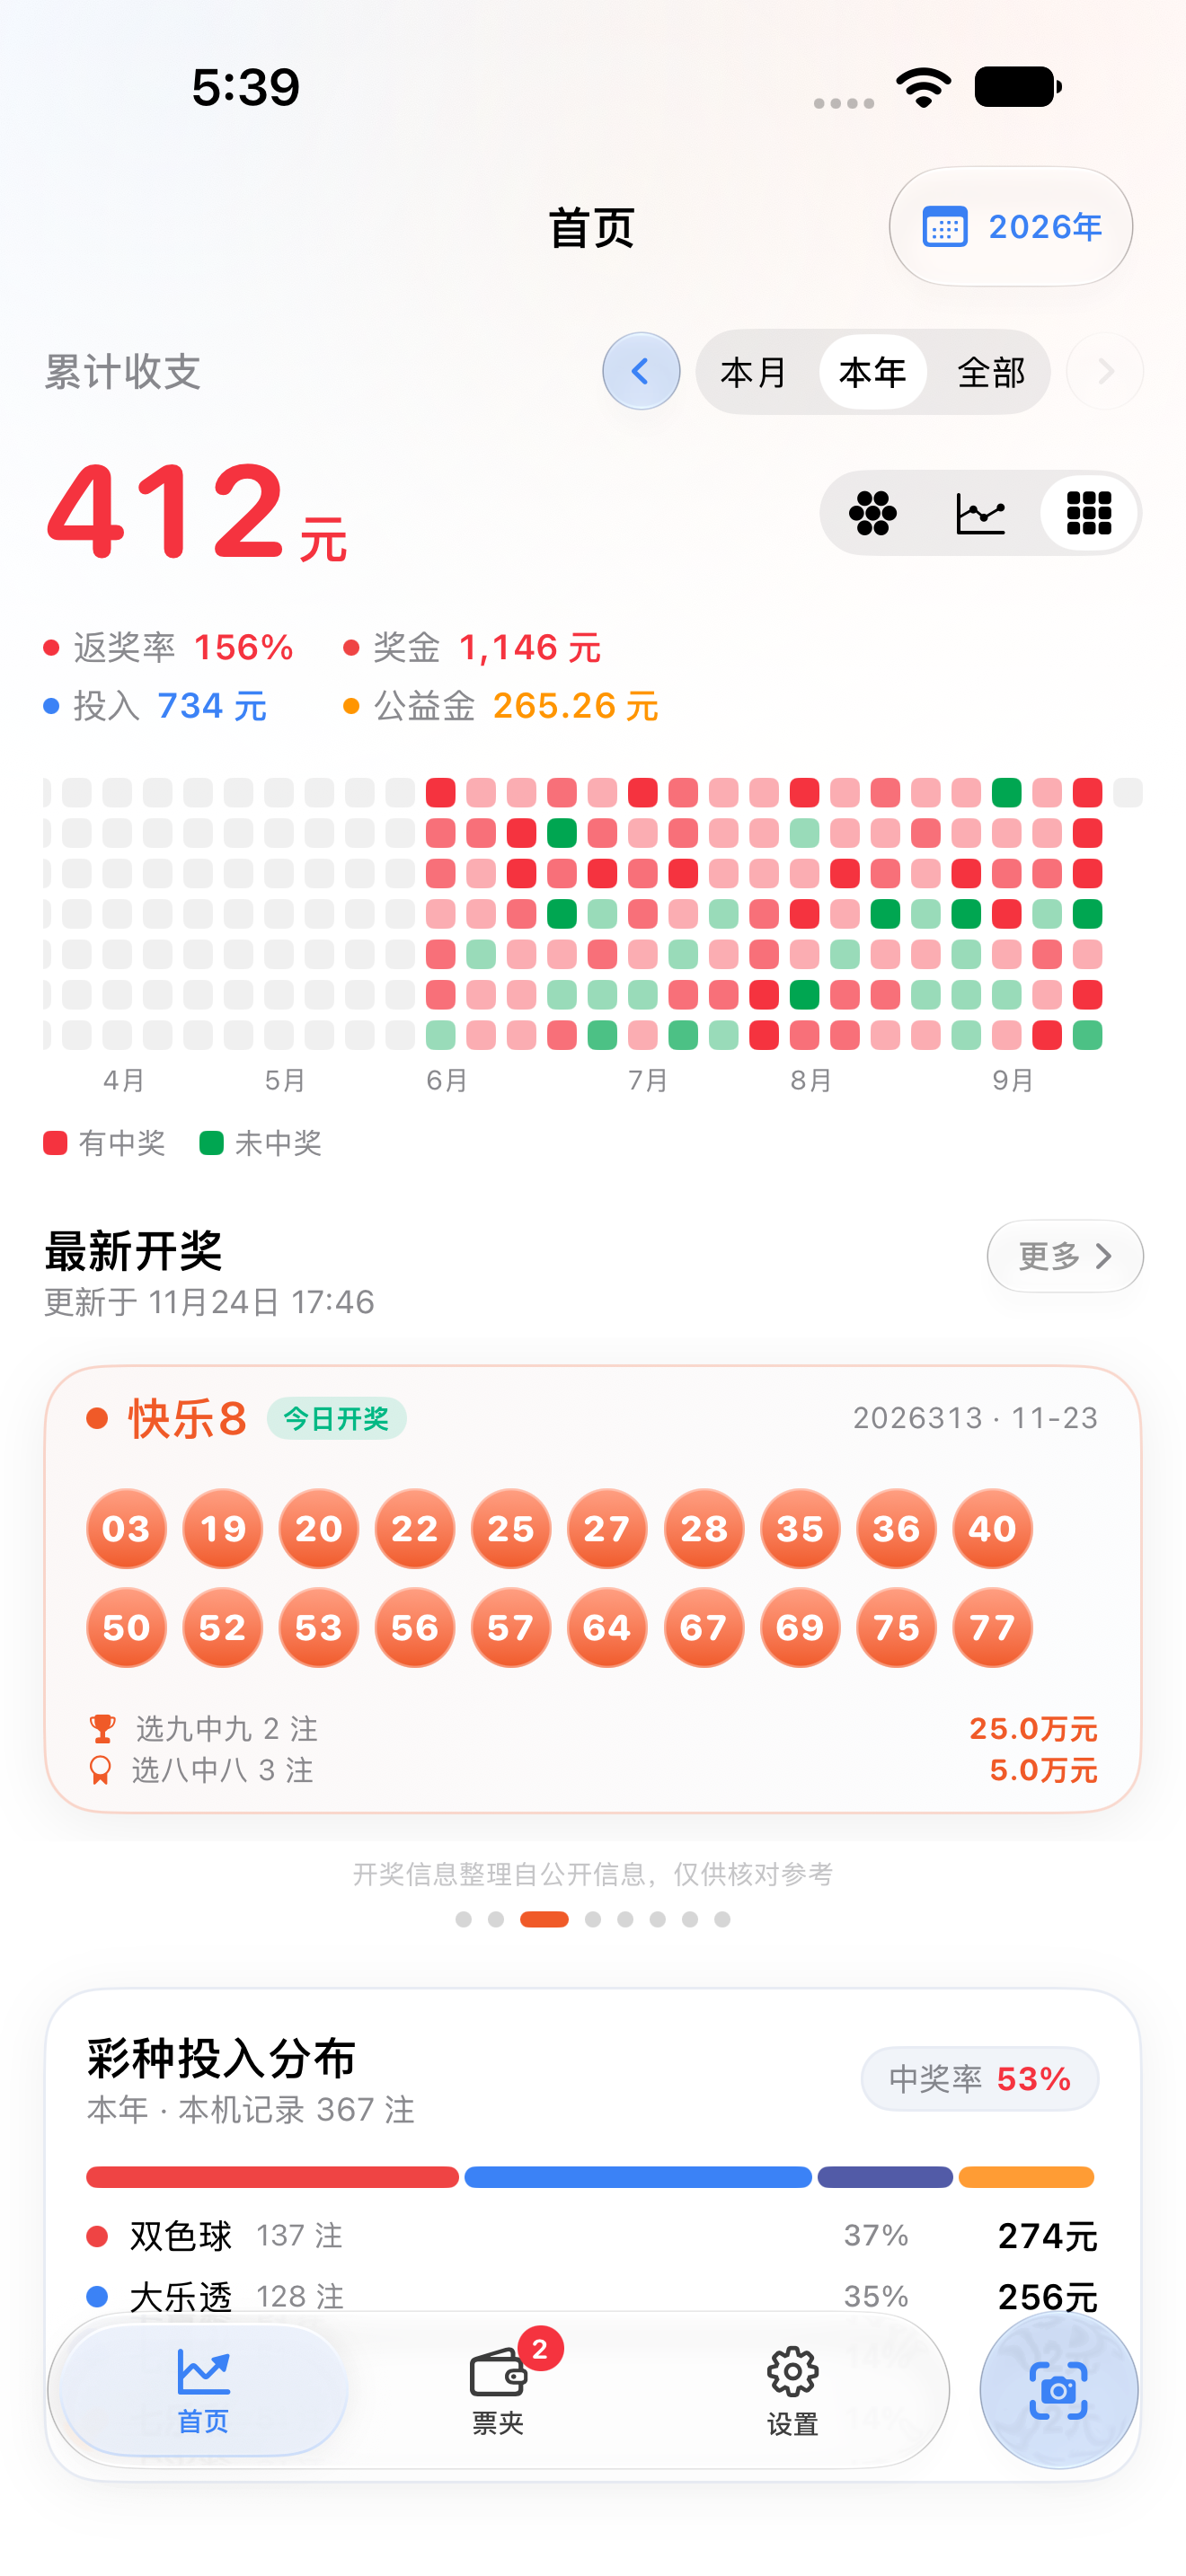 5:39
首页
2026年
累计收支
本月 本年 全部
412元
返奖率 156% 奖金 1,146 元
投入 734 元 公益金 265.26 元
4月 5月 6月 7月 8月 9月
有中奖 未中奖
最新开奖
更多
更新于 11月24日 17:46
快乐8 今日开奖 2026313 · 11-23
03 19 20 22 25 27 28 35 36 40
50 52 53 56 57 64 67 69 75 77
选九中九 2 注 25.0万元
选八中八 3 注 5.0万元
开奖信息整理自公开信息，仅供核对参考
彩种投入分布
中奖率 53%
本年 · 本机记录 367 注
双色球 137 注 37% 274元
大乐透 128 注 35% 256元
2
首页 票夹 设置